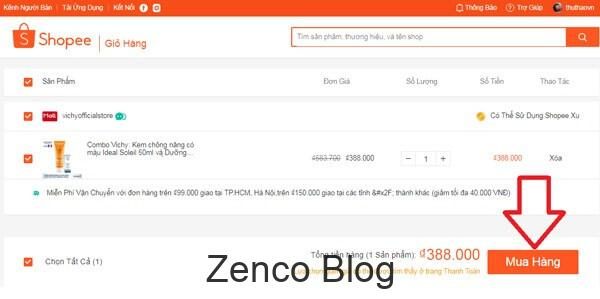 Kênh Người Bán | Tải Ứng Dụng | Kết Nối
Thông Báo Trợ Giúp thuthaovn
Shopee | Giỏ Hàng
Tìm sản phẩm, thương hiệu, và tên shop
Sản Phẩm Đơn Giá Số Lượng Số Tiền Thao Tác
Mall vichyofficialstore Có Thể Sử Dụng Shopee Xu
Combo Vichy: Kem chống nắng có
màu Ideal Soleil 50ml và Dưỡng...
₫583.700 ₫388.000 − 1 + ₫388.000 Xóa
Miễn Phí Vận Chuyển với đơn hàng trên ₫99.000 giao tại TP.HCM, Hà Nội,trên ₫150.000 giao tại các tỉnh &#x2F; thành khác (giảm tối đa 40.000 VNĐ)
Chọn Tất Cả (1) Tổng tiền hàng (1 Sản phẩm): ₫388.000 Mua Hàng
tìm thấy ở trang Thanh Toán
Zenco Blog